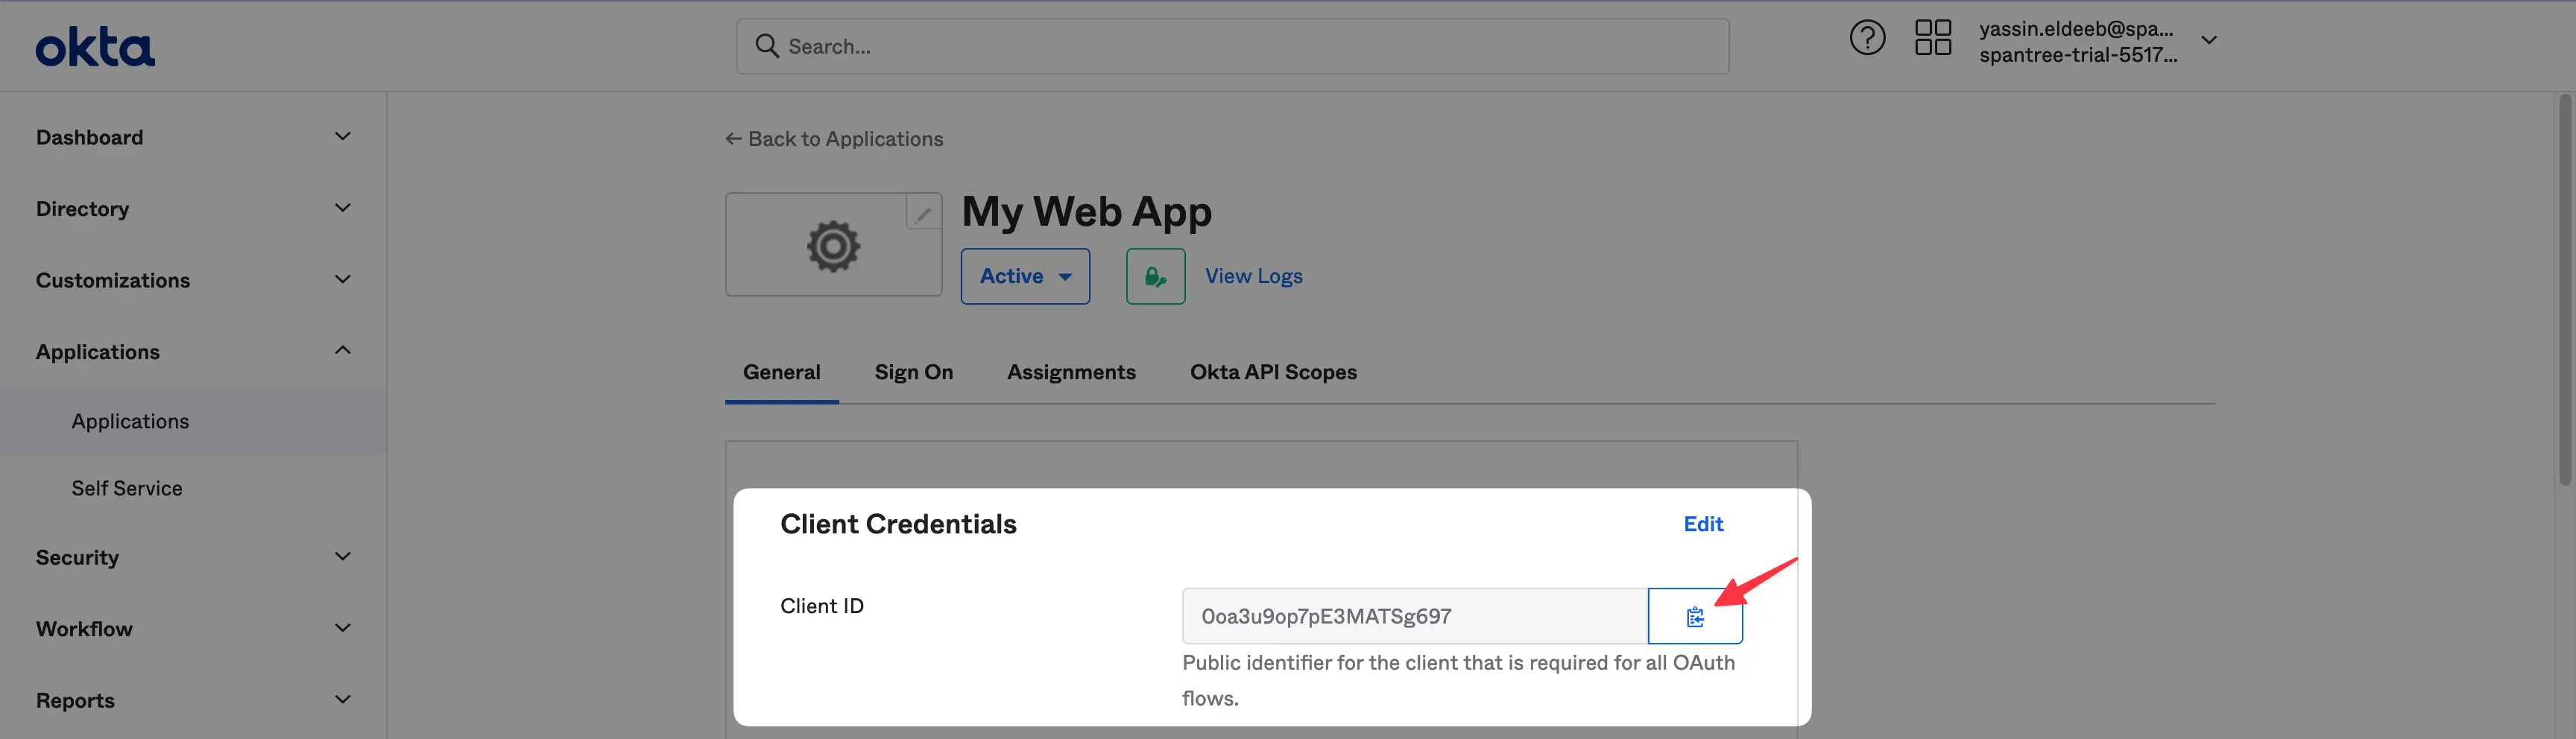 okta
Search...
yassin.eldeeb@spa...
spantree-trial-5517...
Dashboard
Directory
Customizations
Applications
Applications
Self Service
Security
Workflow
Reports
← Back to Applications
My Web App
Active
View Logs
General
Sign On
Assignments
Okta API Scopes
Client Credentials
Edit
Client ID
0oa3u9op7pE3MATSg697
Public identifier for the client that is required for all OAuth
flows.